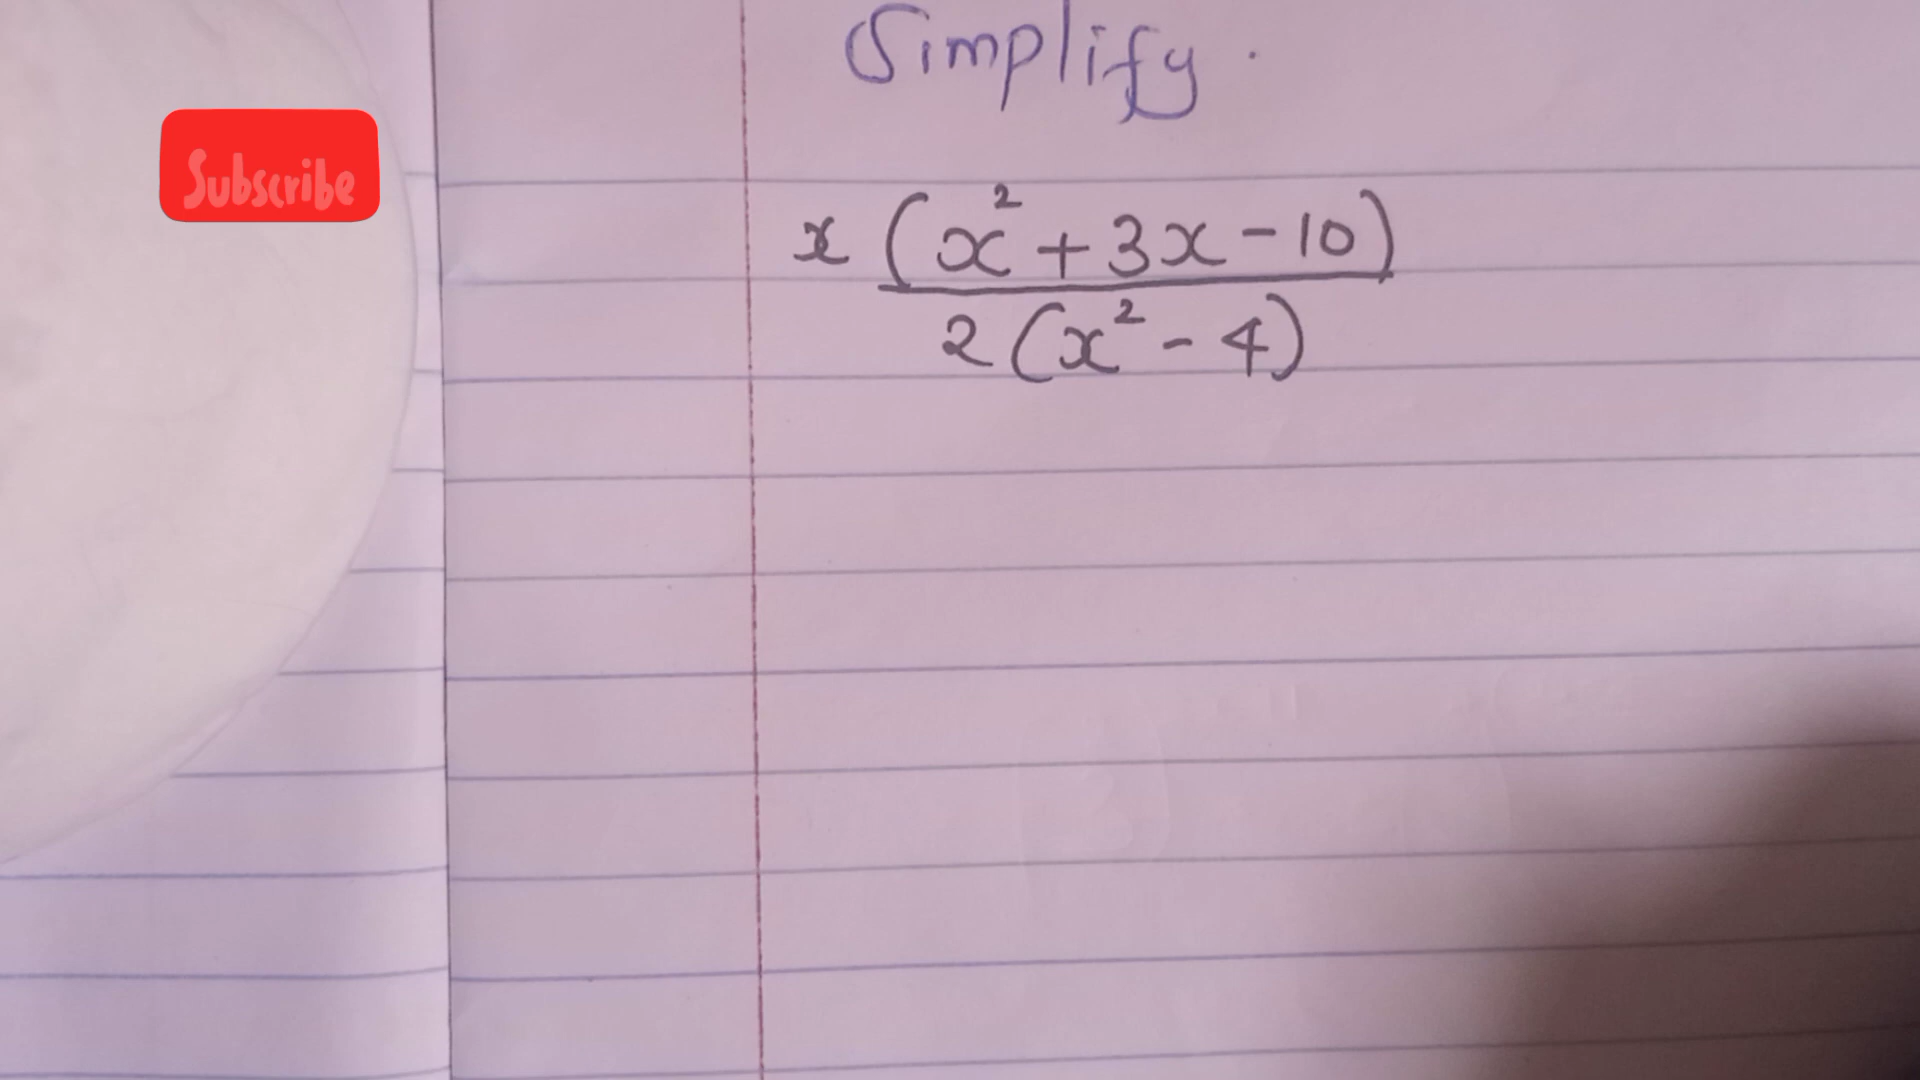 Simplify.
Subscribe
x (x² + 3x - 10)
2 (x² - 4)